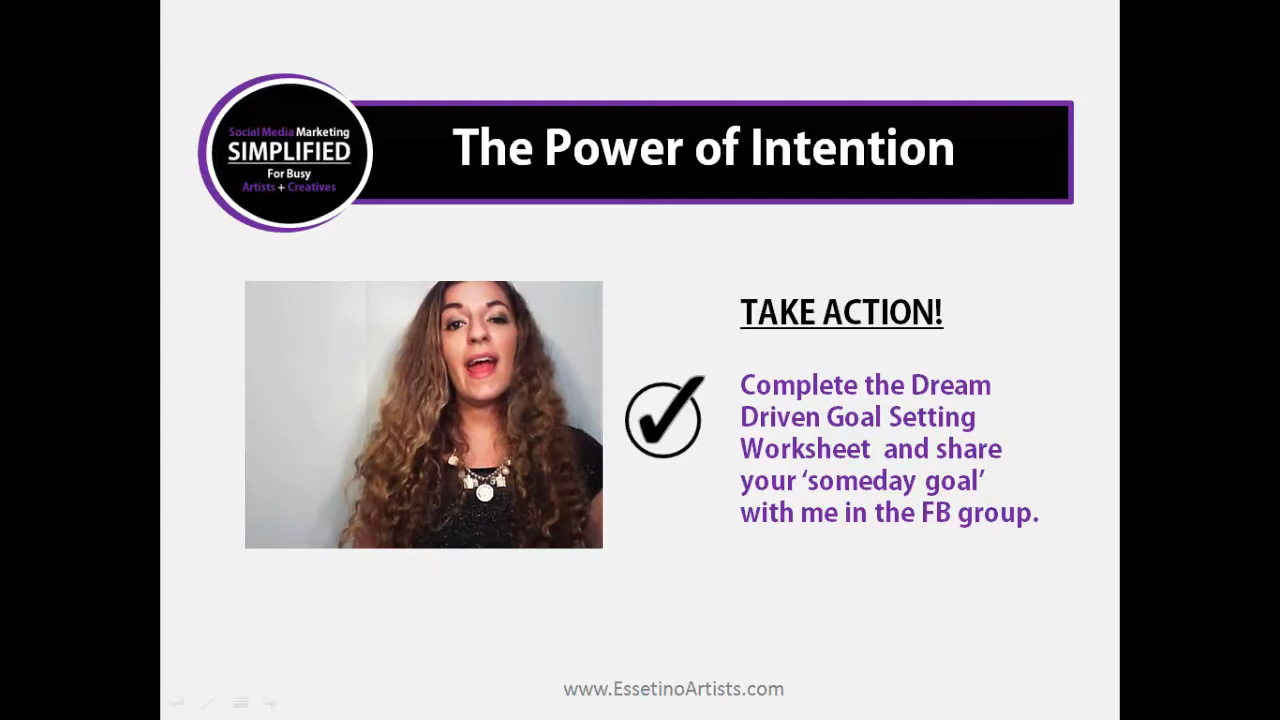 Social Media Marketing
SIMPLIFIED
For Busy
Artists + Creatives
The Power of Intention
TAKE ACTION!
Complete the Dream
Driven Goal Setting
Worksheet and share
your ‘someday goal’
with me in the FB group.
www.EssetinoArtists.com